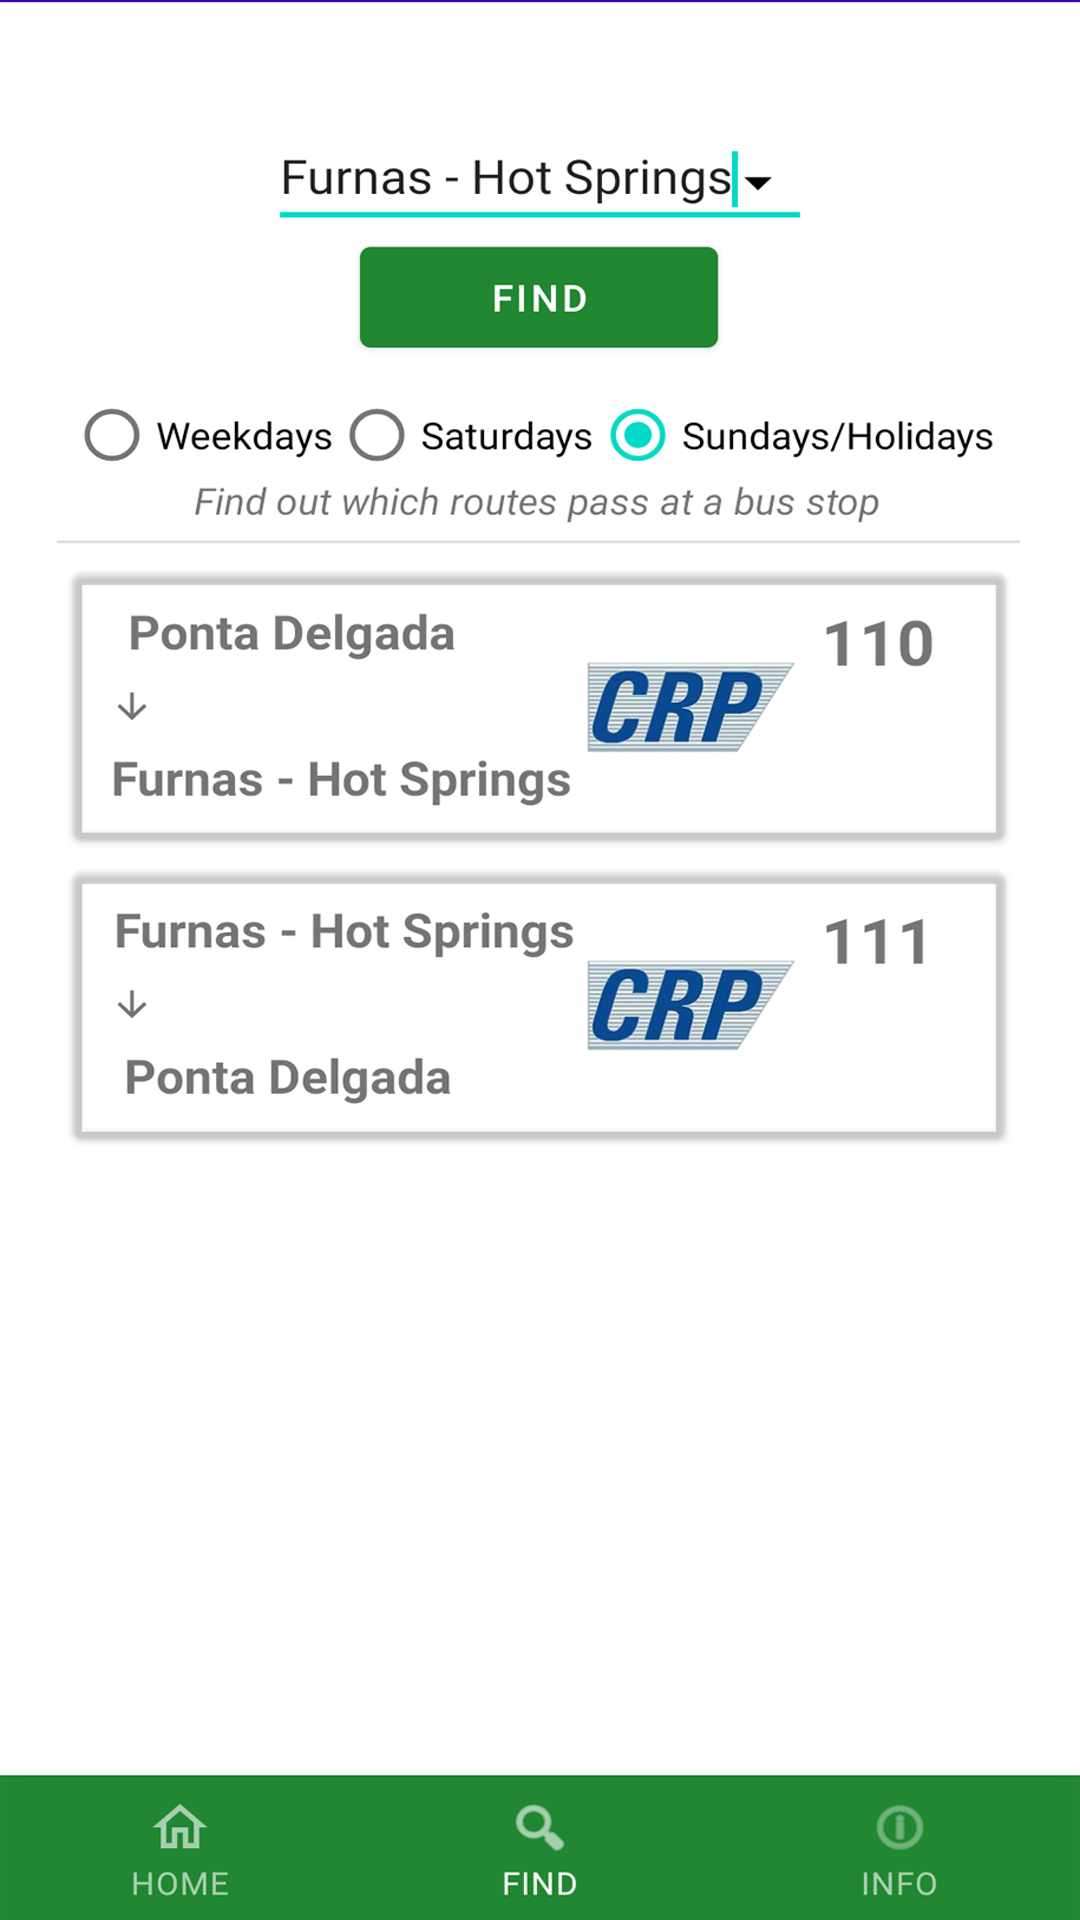 Furnas - Hot Springs
FIND
Weekdays Saturdays Sundays/Holidays
Find out which routes pass at a bus stop
Ponta Delgada
110
CRP
Furnas - Hot Springs
Furnas - Hot Springs
111
CRP
Ponta Delgada
HOME FIND INFO